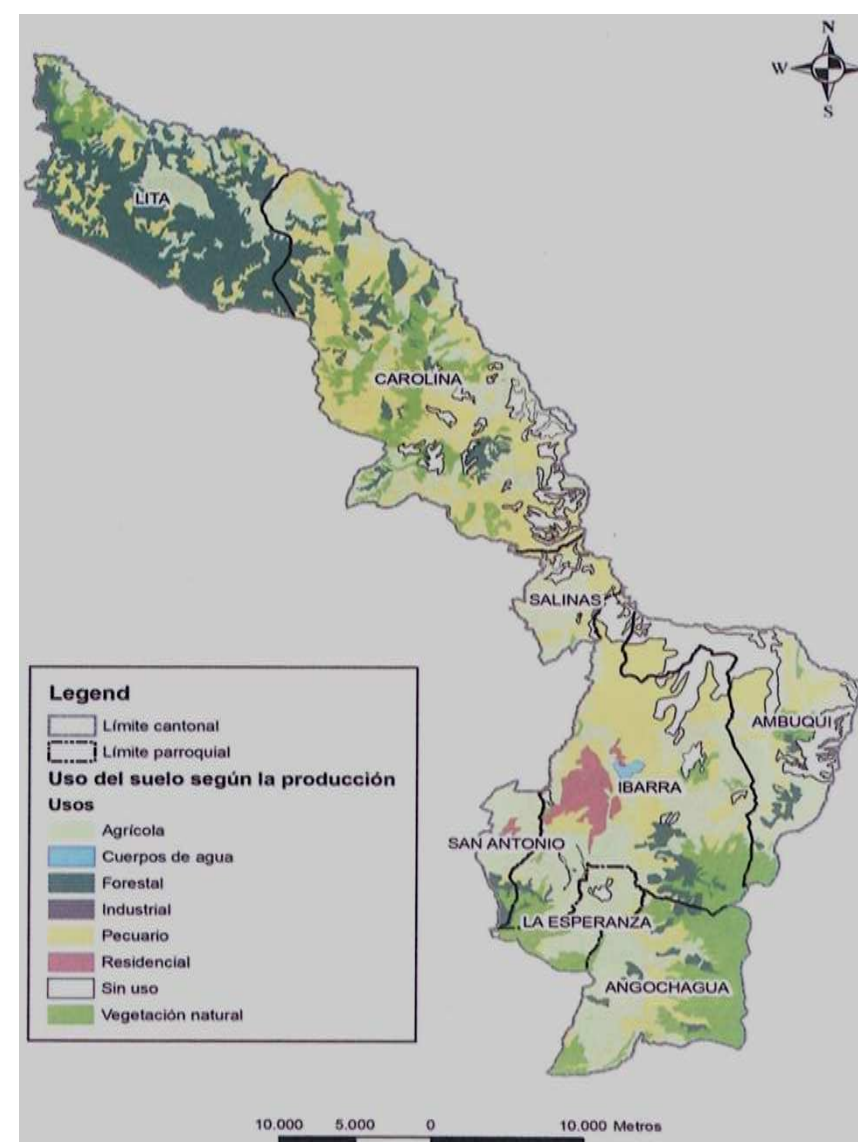 N
W
S
LITA
CAROLINA
SALINAS
AMBUQUI
IBARRA
SAN ANTONIO
LA ESPERANZA
ANGOCHAGUA
Legend
Límite cantonal
Límite parroquial
Uso del suelo según la producción
Usos
Agrícola
Cuerpos de agua
Forestal
Industrial
Pecuario
Residencial
Sin uso
Vegetación natural
10.000 5.000 0 10.000 Metros